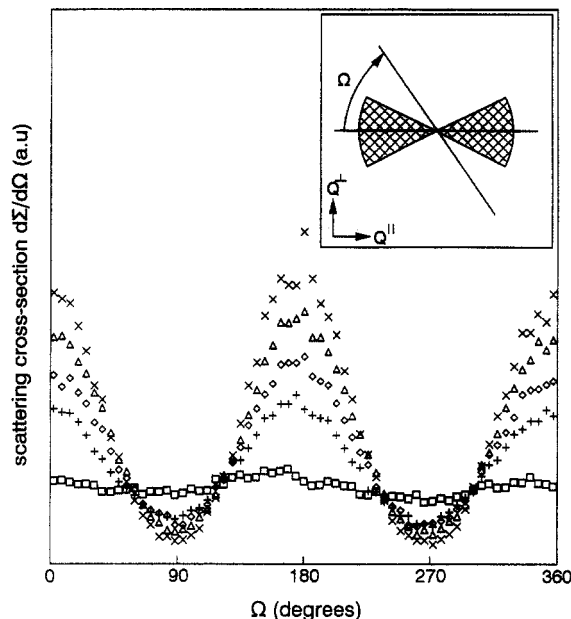 Ω
Q⊥
Q||
scattering cross-section dΣ/dΩ (a.u)
0 90 180 270 360
Ω (degrees)